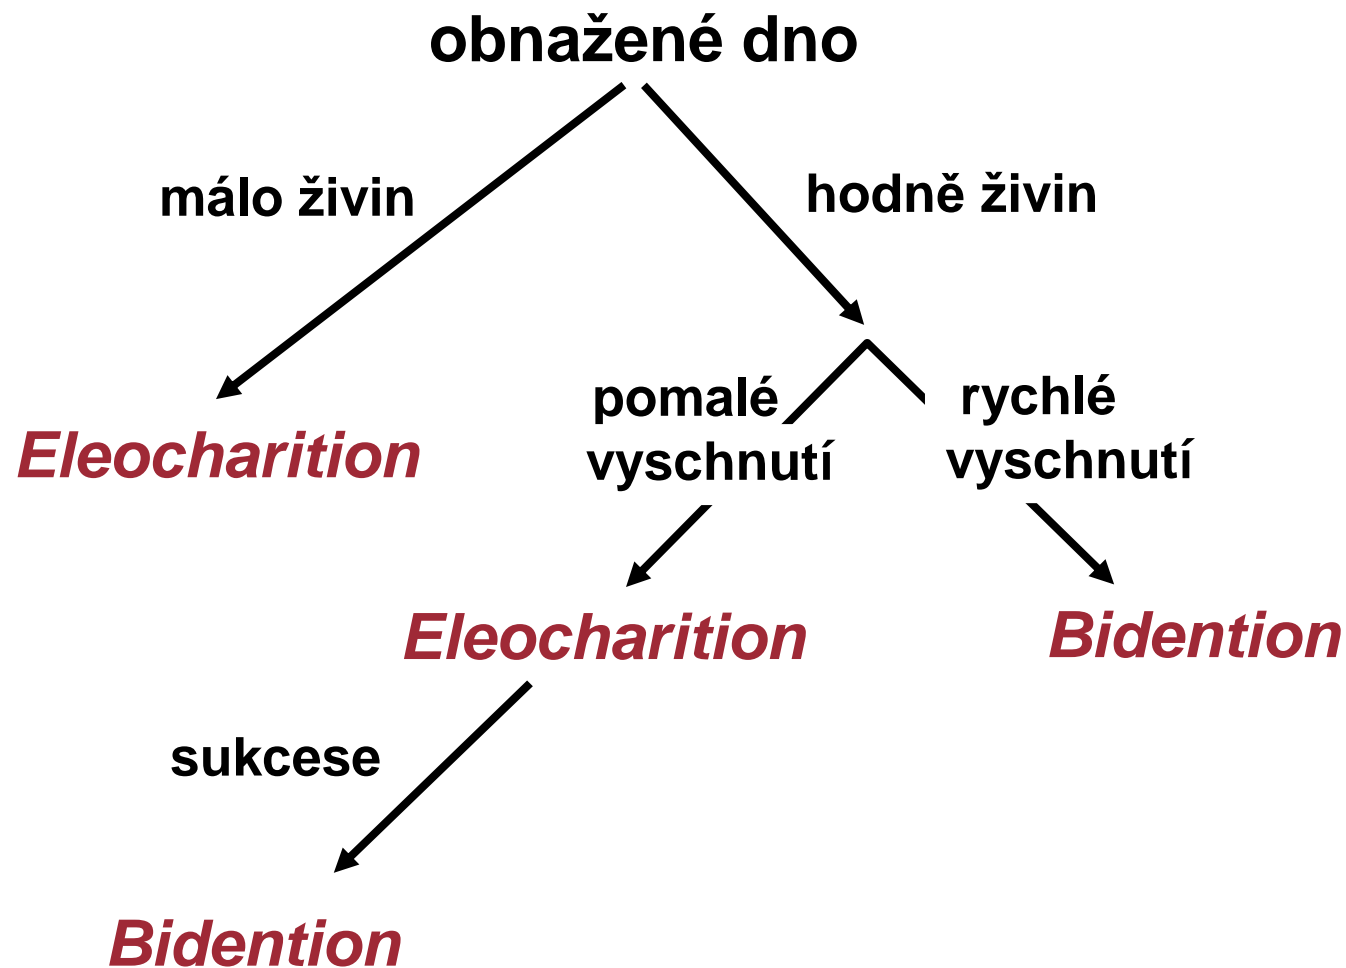 obnažené dno
málo živin
hodně živin
pomalé
vyschnutí
rychlé
vyschnutí
Eleocharition
Eleocharition
Bidention
sukcese
Bidention